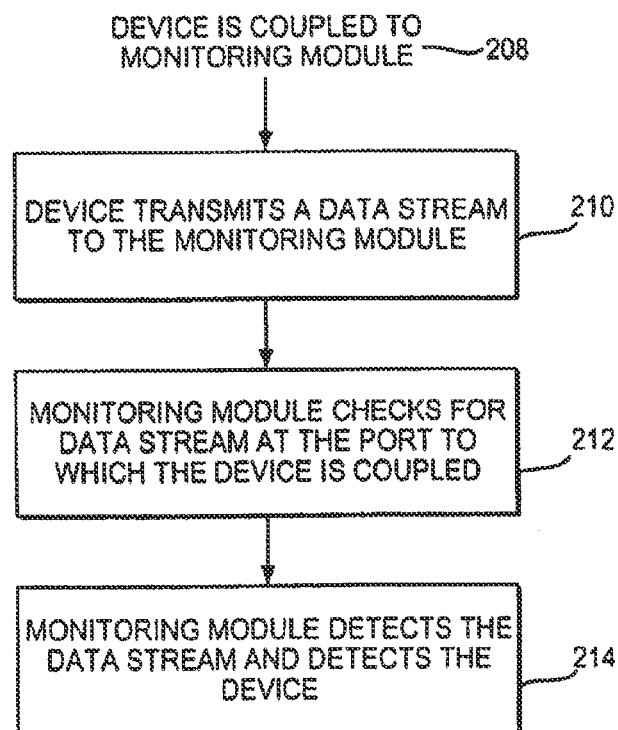 DEVICE IS COUPLED TO
MONITORING MODULE
208
DEVICE TRANSMITS A DATA STREAM
TO THE MONITORING MODULE
210
MONITORING MODULE CHECKS FOR
DATA STREAM AT THE PORT TO
WHICH THE DEVICE IS COUPLED
212
MONITORING MODULE DETECTS THE
DATA STREAM AND DETECTS THE
DEVICE
214